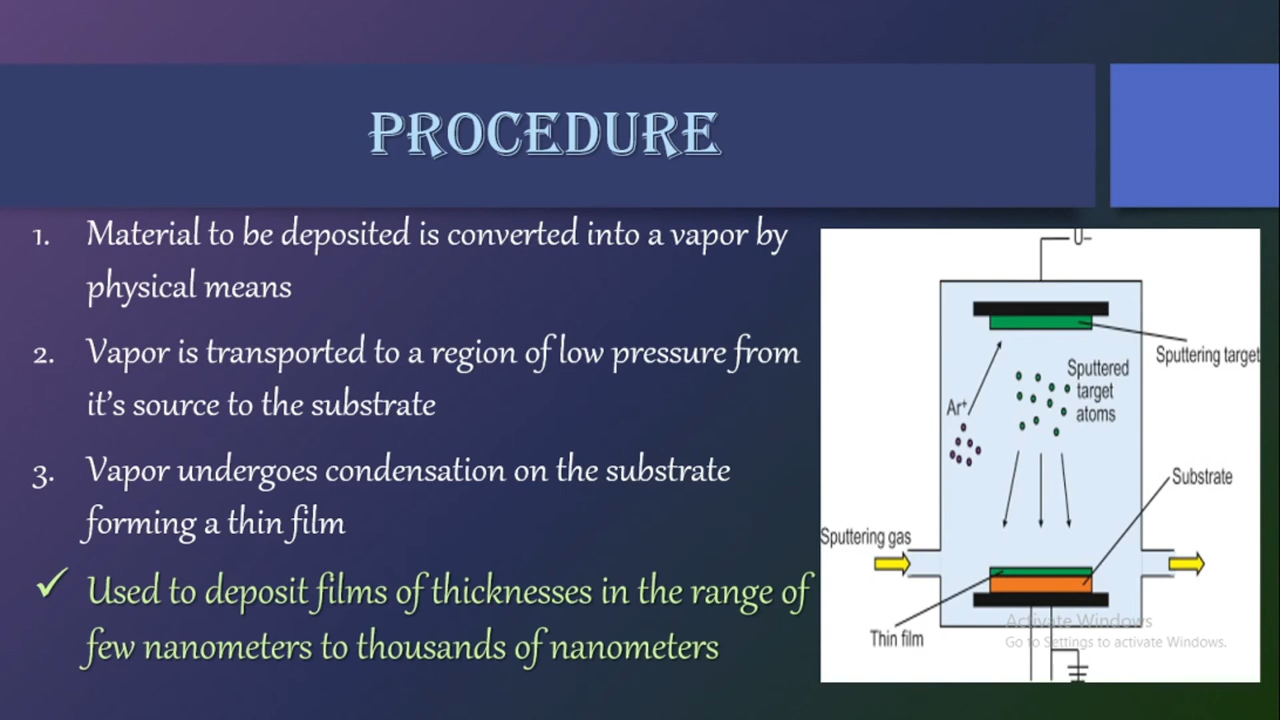 PROCEDURE
1. Material to be deposited is converted into a vapor by
physical means
2. Vapor is transported to a region of low pressure from
it's source to the substrate
3. Vapor undergoes condensation on the substrate
forming a thin film
✓ Used to deposit films of thicknesses in the range of
few nanometers to thousands of nanometers
U-
Sputtering target
Sputtered
target
atoms
Ar+
Substrate
Sputtering gas
Thin film
Activate Windows
Go to Settings to activate Windows.